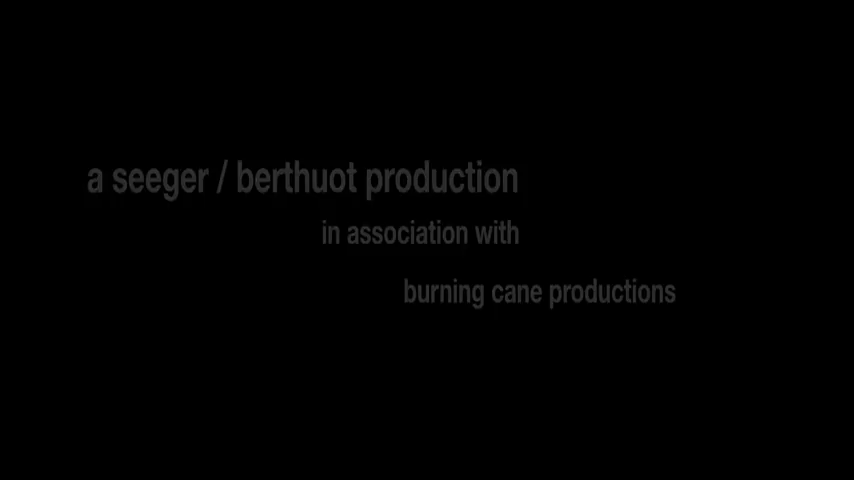 a seeger / berthuot production
in association with
burning cane productions